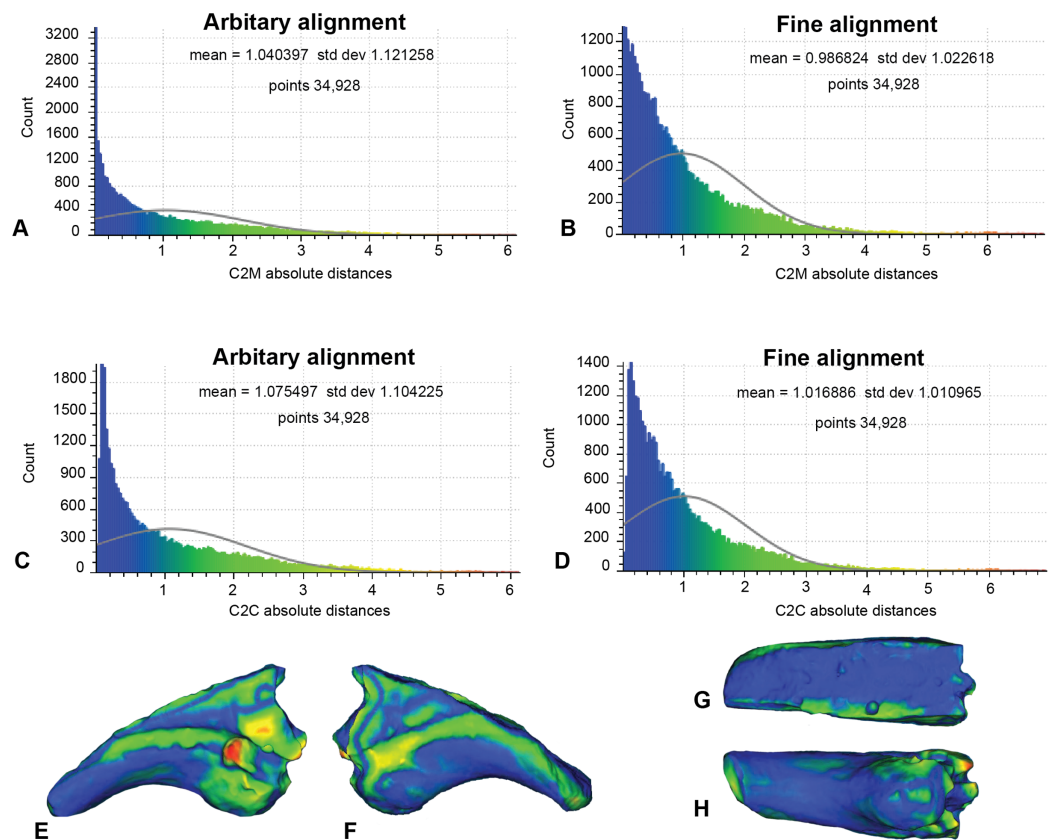 Arbitary alignment
mean = 1.040397 std dev 1.121258
points 34,928
3200
2800
2400
2000
1600
1200
800
400
0
Count
1 2 3 4 5 6
C2M absolute distances
A
Fine alignment
mean = 0.986824 std dev 1.022618
points 34,928
1200
1000
800
600
400
200
0
Count
1 2 3 4 5 6
C2M absolute distances
B
Arbitary alignment
mean = 1.075497 std dev 1.104225
points 34,928
1800
1500
1200
900
600
300
0
Count
1 2 3 4 5 6
C2C absolute distances
C
Fine alignment
mean = 1.016886 std dev 1.010965
points 34,928
1400
1200
1000
800
600
400
200
0
Count
1 2 3 4 5 6
C2C absolute distances
D
E
F
G
H